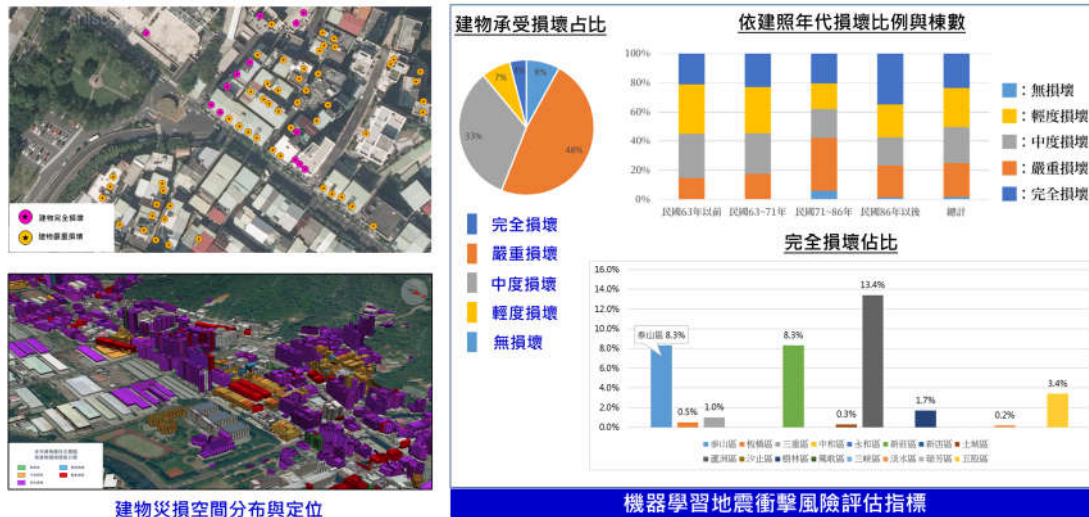 建物完全損壞
建物嚴重損壞
建物災損空間分布與定位
建物承受損壞占比
7%
8%
33%
48%
完全損壞
嚴重損壞
中度損壞
輕度損壞
無損壞
依建照年代損壞比例與棟數
100%
80%
60%
40%
20%
0%
民國63年以前 民國63~71年 民國71~86年 民國86年以後 總計
：無損壞
：輕度損壞
：中度損壞
：嚴重損壞
：完全損壞
完全損壞佔比
16.0%
14.0%
12.0%
10.0%
8.0%
6.0%
4.0%
2.0%
0.0%
泰山區 8.3%
0.5%
1.0%
8.3%
0.3%
13.4%
1.7%
0.2%
3.4%
泰山區 板橋區 三重區 中和區 永和區 新莊區 新店區 土城區
蘆洲區 汐止區 樹林區 鶯歌區 三峽區 淡水區 瑞芳區 五股區
機器學習地震衝擊風險評估指標